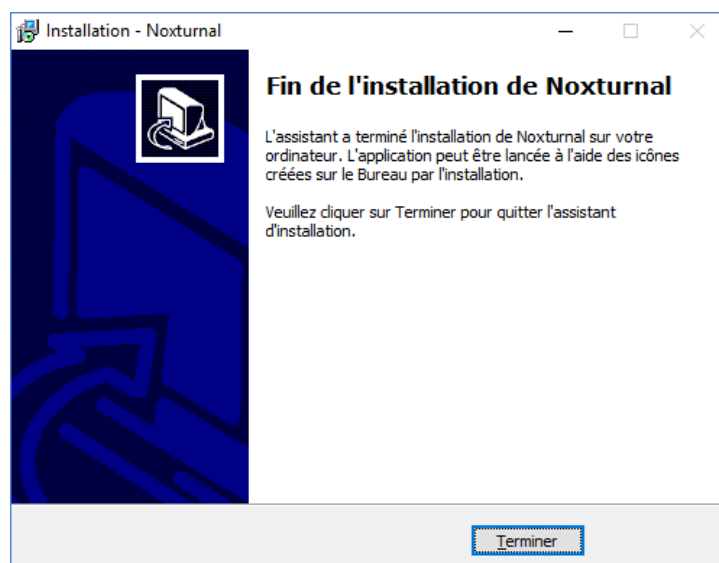 Installation - Noxturnal
Fin de l'installation de Noxturnal
L'assistant a terminé l'installation de Noxturnal sur votre
ordinateur. L'application peut être lancée à l'aide des icônes
créées sur le Bureau par l'installation.
Veuillez cliquer sur Terminer pour quitter l'assistant
d'installation.
Terminer